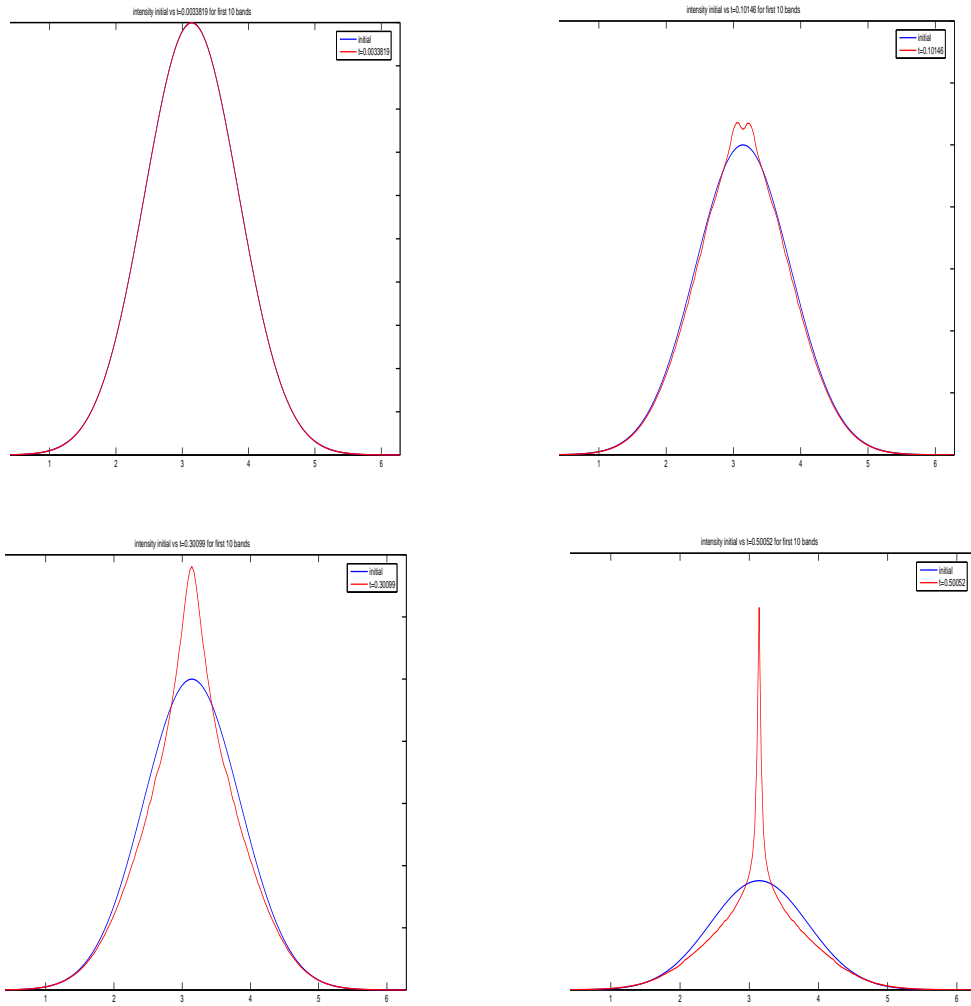 intensity initial vs t=0.0033819 for first 10 bands
initial
t=0.0033819
1 2 3 4 5 6
intensity initial vs t=0.10146 for first 10 bands
initial
t=0.10146
1 2 3 4 5 6
intensity initial vs t=0.30099 for first 10 bands
initial
t=0.30099
1 2 3 4 5 6
intensity initial vs t=0.50052 for first 10 bands
initial
t=0.50052
1 2 3 4 5 6